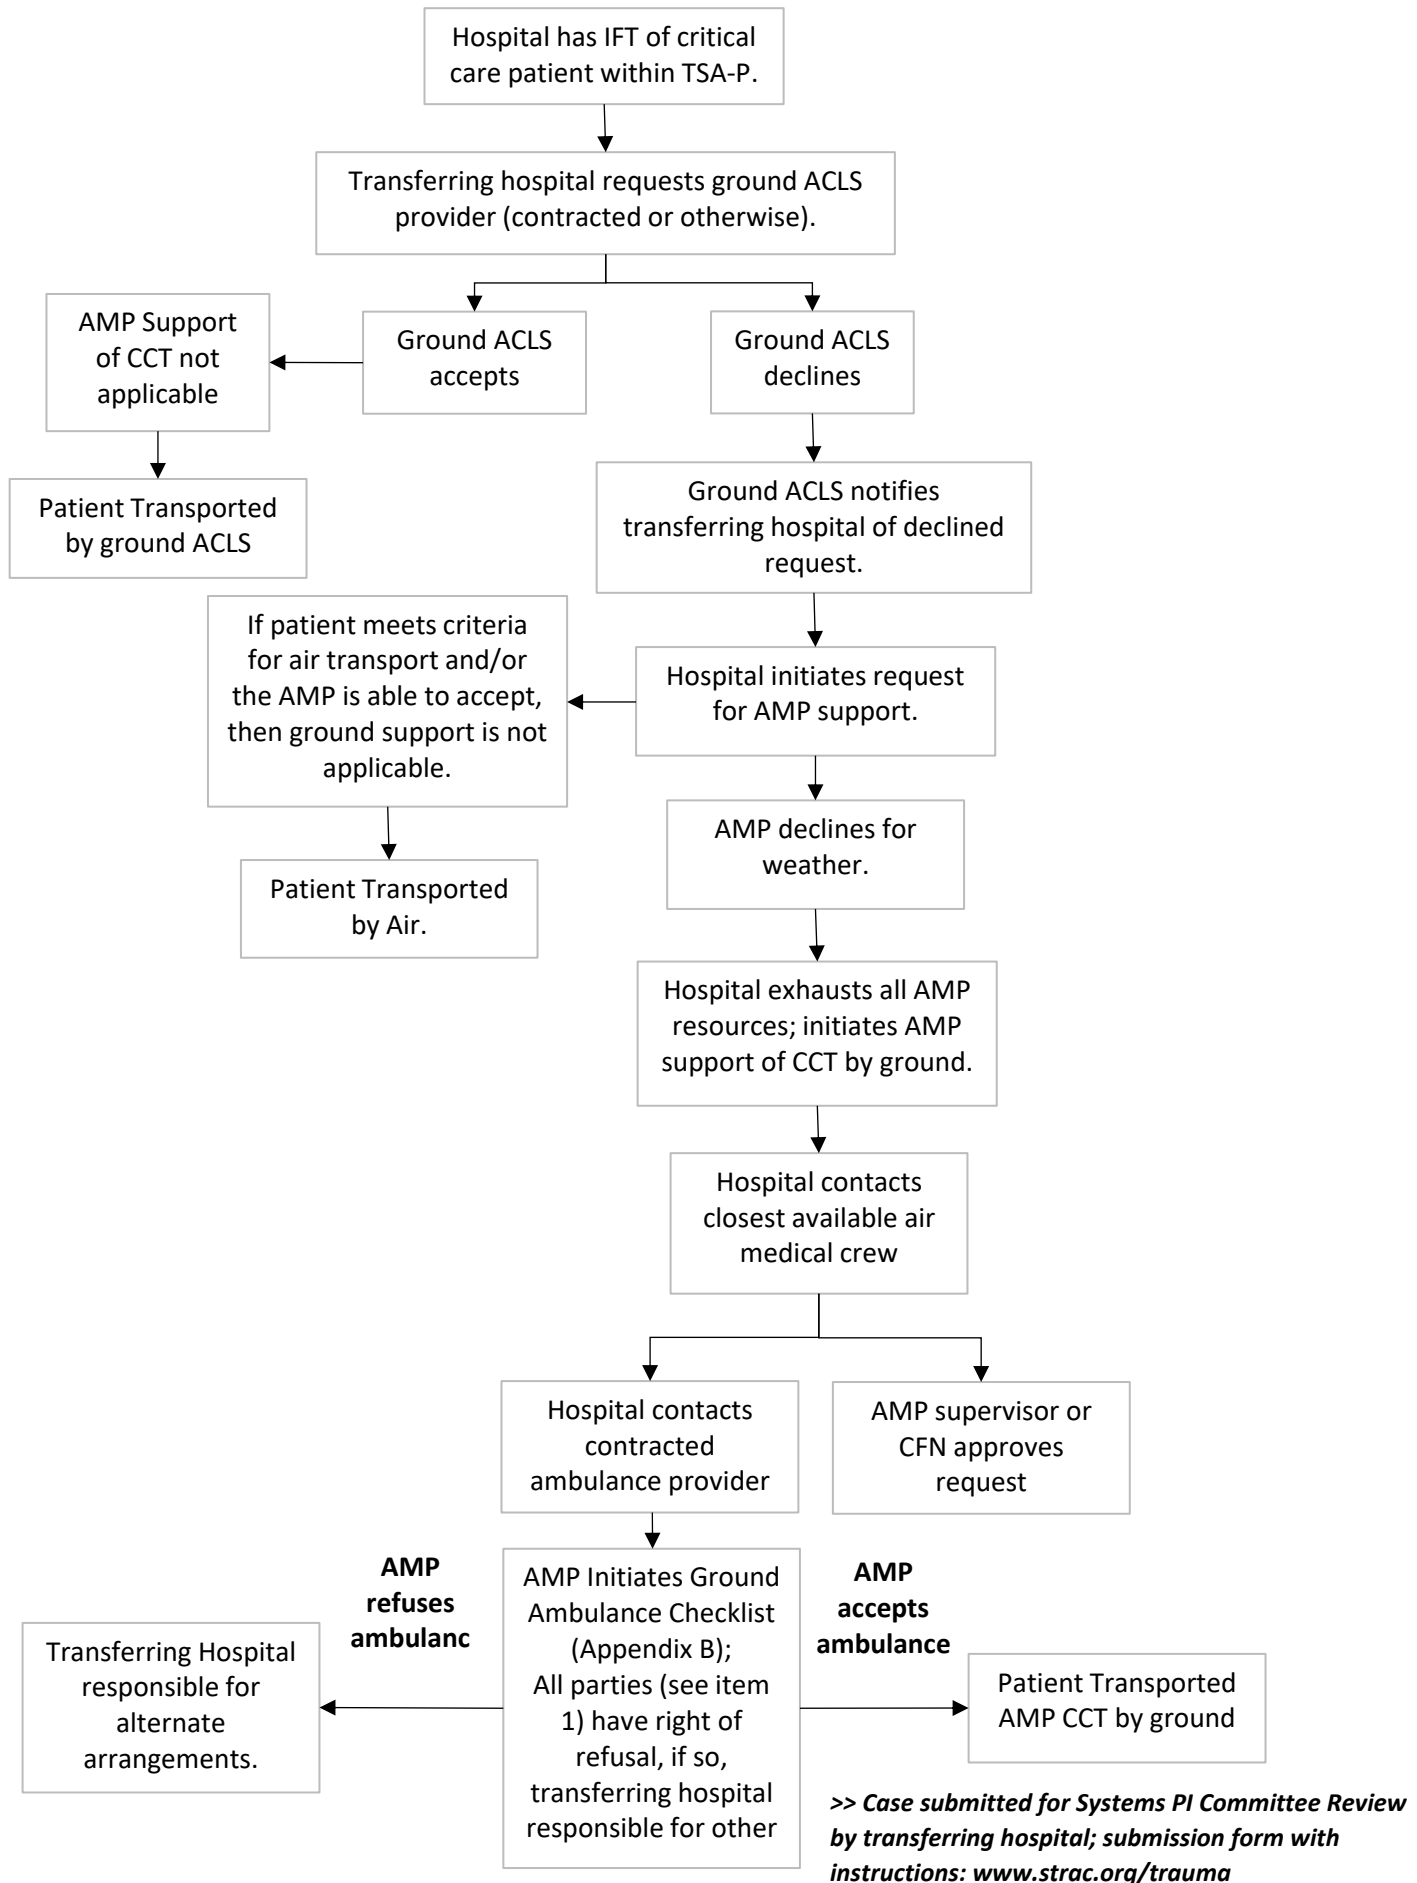 Hospital has IFT of critical
care patient within TSA-P.
Transferring hospital requests ground ACLS
provider (contracted or otherwise).
AMP Support
of CCT not
applicable
Ground ACLS
accepts
Ground ACLS
declines
Patient Transported
by ground ACLS
Ground ACLS notifies
transferring hospital of declined
request.
If patient meets criteria
for air transport and/or
the AMP is able to accept,
then ground support is not
applicable.
Hospital initiates request
for AMP support.
Patient Transported
by Air.
AMP declines for
weather.
Hospital exhausts all AMP
resources; initiates AMP
support of CCT by ground.
Hospital contacts
closest available air
medical crew
Hospital contacts
contracted
ambulance provider
AMP supervisor or
CFN approves
request
AMP
refuses
ambulanc
AMP Initiates Ground
Ambulance Checklist
(Appendix B);
All parties (see item
1) have right of
refusal, if so,
transferring hospital
responsible for other
AMP
accepts
ambulance
Transferring Hospital
responsible for
alternate
arrangements.
Patient Transported
AMP CCT by ground
>> Case submitted for Systems PI Committee Review
by transferring hospital; submission form with
instructions: www.strac.org/trauma